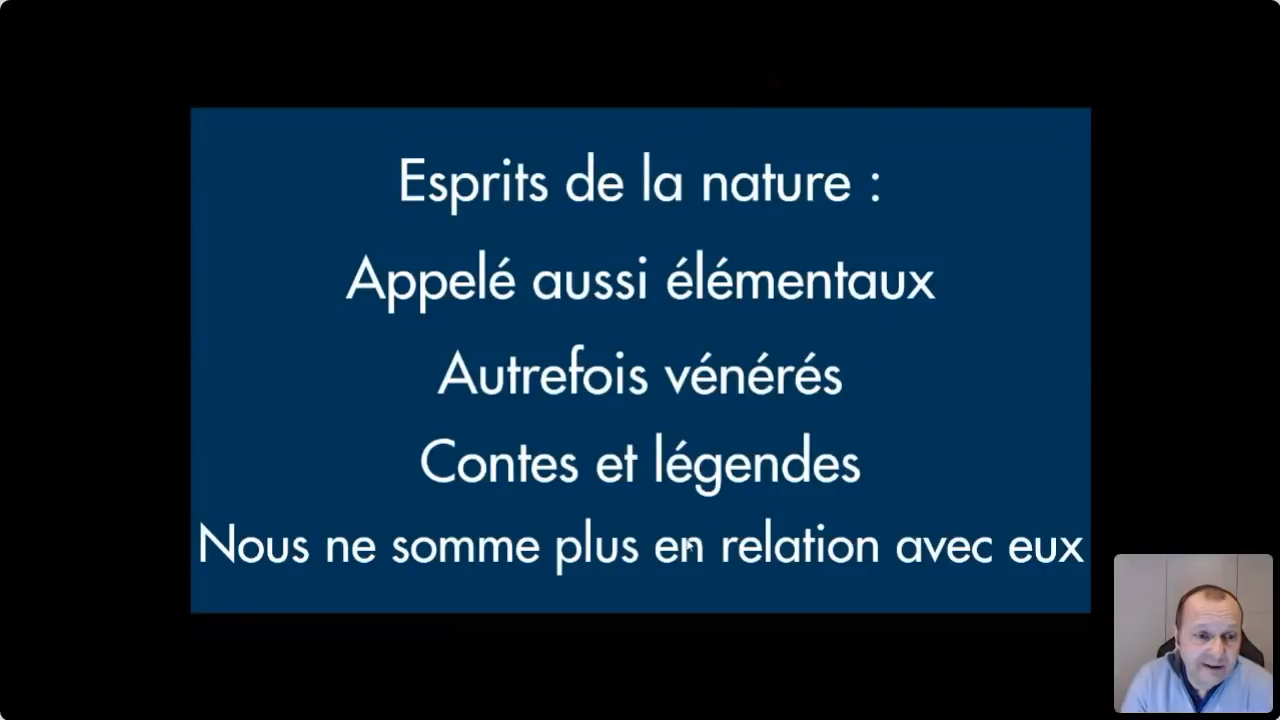 Esprits de la nature :
Appelé aussi élémentaux
Autrefois vénérés
Contes et légendes
Nous ne somme plus en relation avec eux